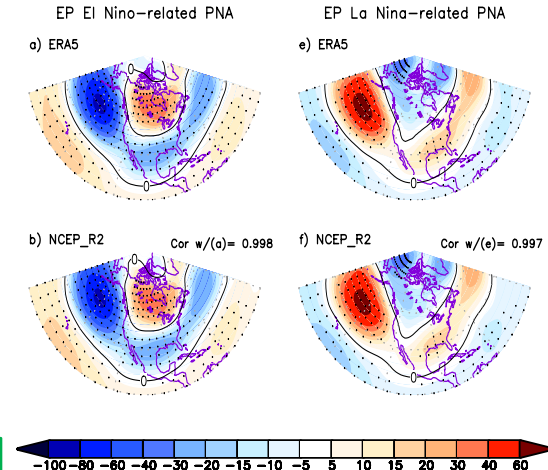 EP El Nino-related PNA
EP La Nina-related PNA
a) ERA5
e) ERA5
0
0
0
b) NCEP_R2
Cor w/(a)= 0.998
f) NCEP_R2
Cor w/(e)= 0.997
0
0
0
-100 -80 -60 -40 -30 -20 -15 -10 -5 5 10 15 20 30 40 60